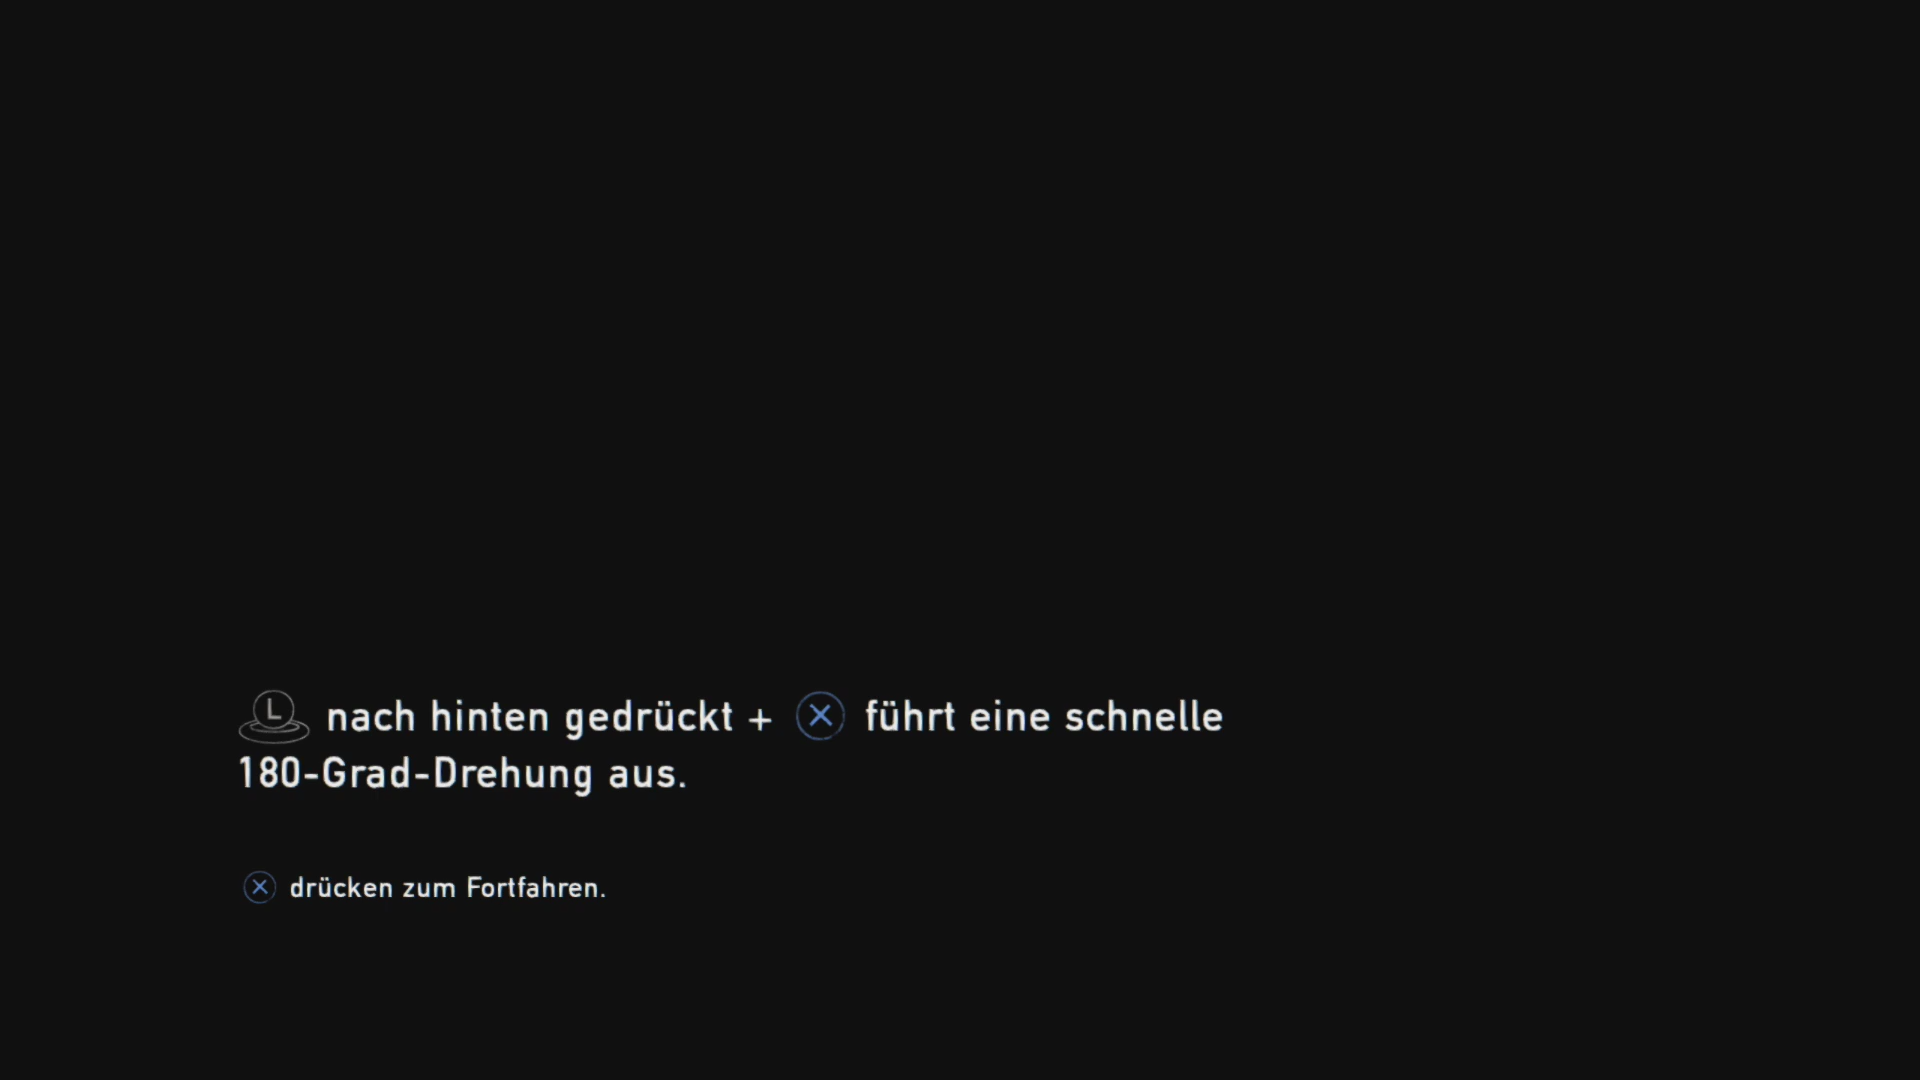 L nach hinten gedrückt + X führt eine schnelle
180-Grad-Drehung aus.
X drücken zum Fortfahren.